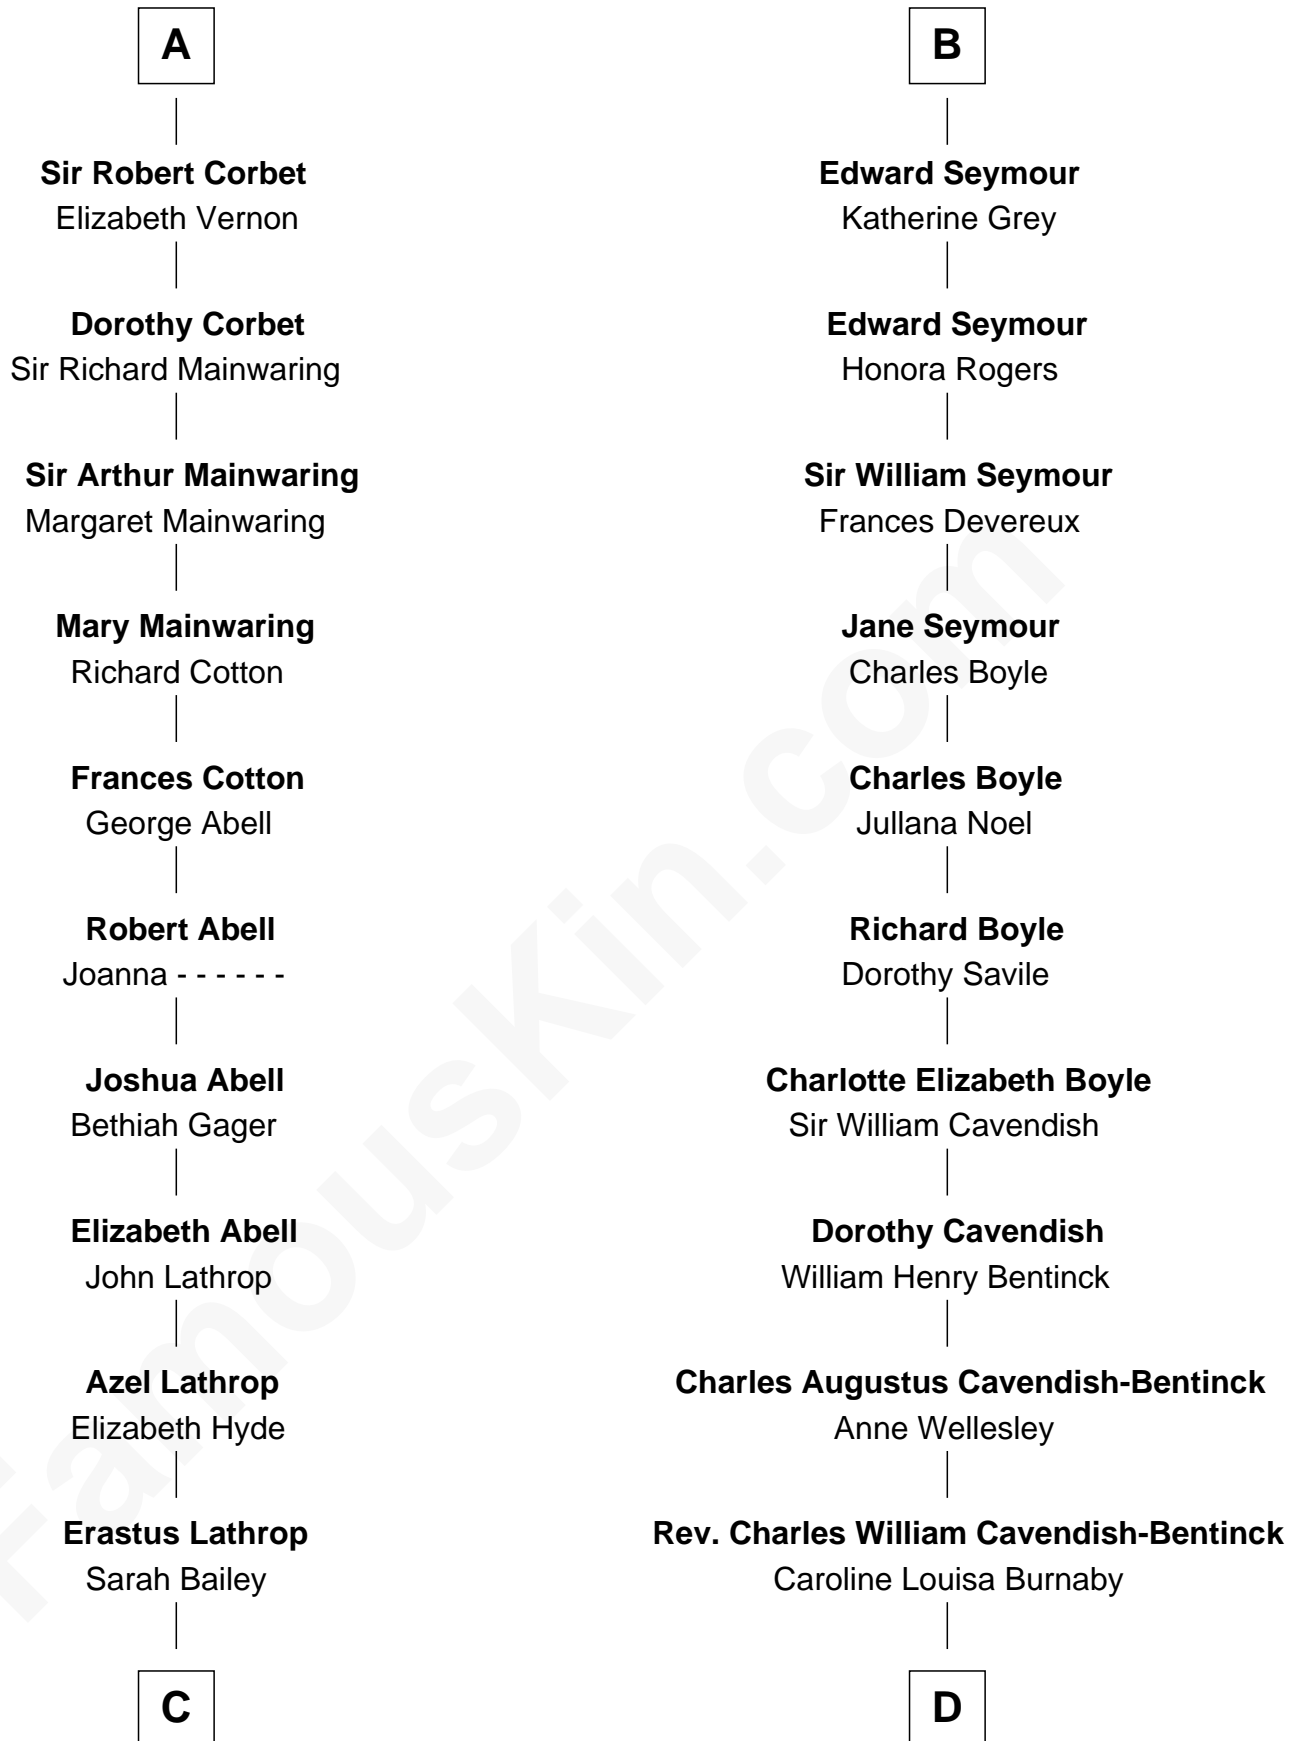 A
Sir Robert Corbet
Elizabeth Vernon
Dorothy Corbet
Sir Richard Mainwaring
Sir Arthur Mainwaring
Margaret Mainwaring
Mary Mainwaring
Richard Cotton
Frances Cotton
George Abell
Robert Abell
Joanna - - - - - -
Joshua Abell
Bethiah Gager
Elizabeth Abell
John Lathrop
Azel Lathrop
Elizabeth Hyde
Erastus Lathrop
Sarah Bailey
C
B
Edward Seymour
Katherine Grey
Edward Seymour
Honora Rogers
Sir William Seymour
Frances Devereux
Jane Seymour
Charles Boyle
Charles Boyle
Jullana Noel
Richard Boyle
Dorothy Savile
Charlotte Elizabeth Boyle
Sir William Cavendish
Dorothy Cavendish
William Henry Bentinck
Charles Augustus Cavendish-Bentinck
Anne Wellesley
Rev. Charles William Cavendish-Bentinck
Caroline Louisa Burnaby
D
FamousKin.com